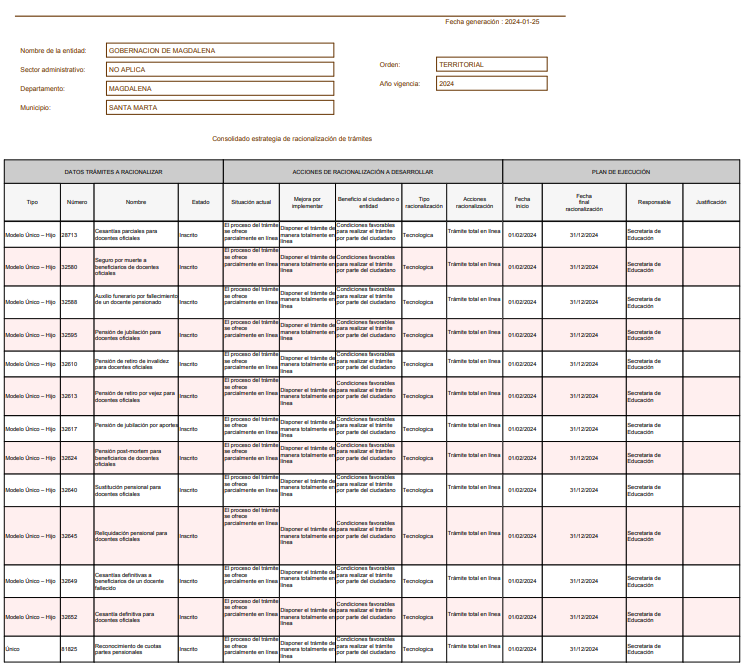 Fecha generación : 2024-01-25
Nombre de la entidad: GOBERNACION DE MAGDALENA
Orden: TERRITORIAL
Sector administrativo: NO APLICA
Año vigencia: 2024
Departamento: MAGDALENA
Municipio: SANTA MARTA
Consolidado estrategia de racionalización de trámites
DATOS TRÁMITES A RACIONALIZAR ACCIONES DE RACIONALIZACIÓN A DESARROLLAR PLAN DE EJECUCIÓN
Tipo Número Nombre Estado Situación actual Mejora por implementar Beneficio al ciudadano o entidad Tipo racionalización Acciones racionalización Fecha inicio Fecha final racionalización Responsable Justificación
Modelo Único – Hijo 28713 Cesantías parciales para docentes oficiales Inscrito El proceso del trámite se ofrece parcialmente en línea Disponer el trámite de manera totalmente en línea Condiciones favorables para realizar el trámite por parte del ciudadano Tecnologica Trámite total en línea 01/02/2024 31/12/2024 Secretaria de Educación
Modelo Único – Hijo 32580 Seguro por muerte a beneficiarios de docentes oficiales Inscrito El proceso del trámite se ofrece parcialmente en línea Disponer el trámite de manera totalmente en línea Condiciones favorables para realizar el trámite por parte del ciudadano Tecnologica Trámite total en línea 01/02/2024 31/12/2024 Secretaria de Educación
Modelo Único – Hijo 32588 Auxilio funerario por fallecimiento de un docente pensionado Inscrito El proceso del trámite se ofrece parcialmente en línea Disponer el trámite de manera totalmente en línea Condiciones favorables para realizar el trámite por parte del ciudadano Tecnologica Trámite total en línea 01/02/2024 31/12/2024 Secretaria de Educación
Modelo Único – Hijo 32595 Pensión de jubilación para docentes oficiales Inscrito El proceso del trámite se ofrece parcialmente en línea Disponer el trámite de manera totalmente en línea Condiciones favorables para realizar el trámite por parte del ciudadano Tecnologica Trámite total en línea 01/02/2024 31/12/2024 Secretaria de Educación
Modelo Único – Hijo 32610 Pensión de retiro de invalidez para docentes oficiales Inscrito El proceso del trámite se ofrece parcialmente en línea Disponer el trámite de manera totalmente en línea Condiciones favorables para realizar el trámite por parte del ciudadano Tecnologica Trámite total en línea 01/02/2024 31/12/2024 Secretaria de Educación
Modelo Único – Hijo 32613 Pensión de retiro por vejez para docentes oficiales Inscrito El proceso del trámite se ofrece parcialmente en línea Disponer el trámite de manera totalmente en línea Condiciones favorables para realizar el trámite por parte del ciudadano Tecnologica Trámite total en línea 01/02/2024 31/12/2024 Secretaria de Educación
Modelo Único – Hijo 32617 Pensión de jubilación por aportes Inscrito El proceso del trámite se ofrece parcialmente en línea Disponer el trámite de manera totalmente en línea Condiciones favorables para realizar el trámite por parte del ciudadano Tecnologica Trámite total en línea 01/02/2024 31/12/2024 Secretaria de Educación
Modelo Único – Hijo 32624 Pensión post-mortem para beneficiarios de docentes oficiales Inscrito El proceso del trámite se ofrece parcialmente en línea Disponer el trámite de manera totalmente en línea Condiciones favorables para realizar el trámite por parte del ciudadano Tecnologica Trámite total en línea 01/02/2024 31/12/2024 Secretaria de Educación
Modelo Único – Hijo 32640 Sustitución pensional para docentes oficiales Inscrito El proceso del trámite se ofrece parcialmente en línea Disponer el trámite de manera totalmente en línea Condiciones favorables para realizar el trámite por parte del ciudadano Tecnologica Trámite total en línea 01/02/2024 31/12/2024 Secretaria de Educación
Modelo Único – Hijo 32645 Reliquidación pensional para docentes oficiales Inscrito El proceso del trámite se ofrece parcialmente en línea Disponer el trámite de manera totalmente en línea Condiciones favorables para realizar el trámite por parte del ciudadano Tecnologica Trámite total en línea 01/02/2024 31/12/2024 Secretaria de Educación
Modelo Único – Hijo 32649 Cesantías definitivas a beneficiarios de un docente fallecido Inscrito El proceso del trámite se ofrece parcialmente en línea Disponer el trámite de manera totalmente en línea Condiciones favorables para realizar el trámite por parte del ciudadano Tecnologica Trámite total en línea 01/02/2024 31/12/2024 Secretaria de Educación
Modelo Único – Hijo 32652 Cesantía definitiva para docentes oficiales Inscrito El proceso del trámite se ofrece parcialmente en línea Disponer el trámite de manera totalmente en línea Condiciones favorables para realizar el trámite por parte del ciudadano Tecnologica Trámite total en línea 01/02/2024 31/12/2024 Secretaria de Educación
Único 81825 Reconocimiento de cuotas partes pensionales Inscrito El proceso del trámite se ofrece parcialmente en línea Disponer el trámite de manera totalmente en línea Condiciones favorables para realizar el trámite por parte del ciudadano Tecnologica Trámite total en línea 01/02/2024 31/12/2024 Secretaria de Educación